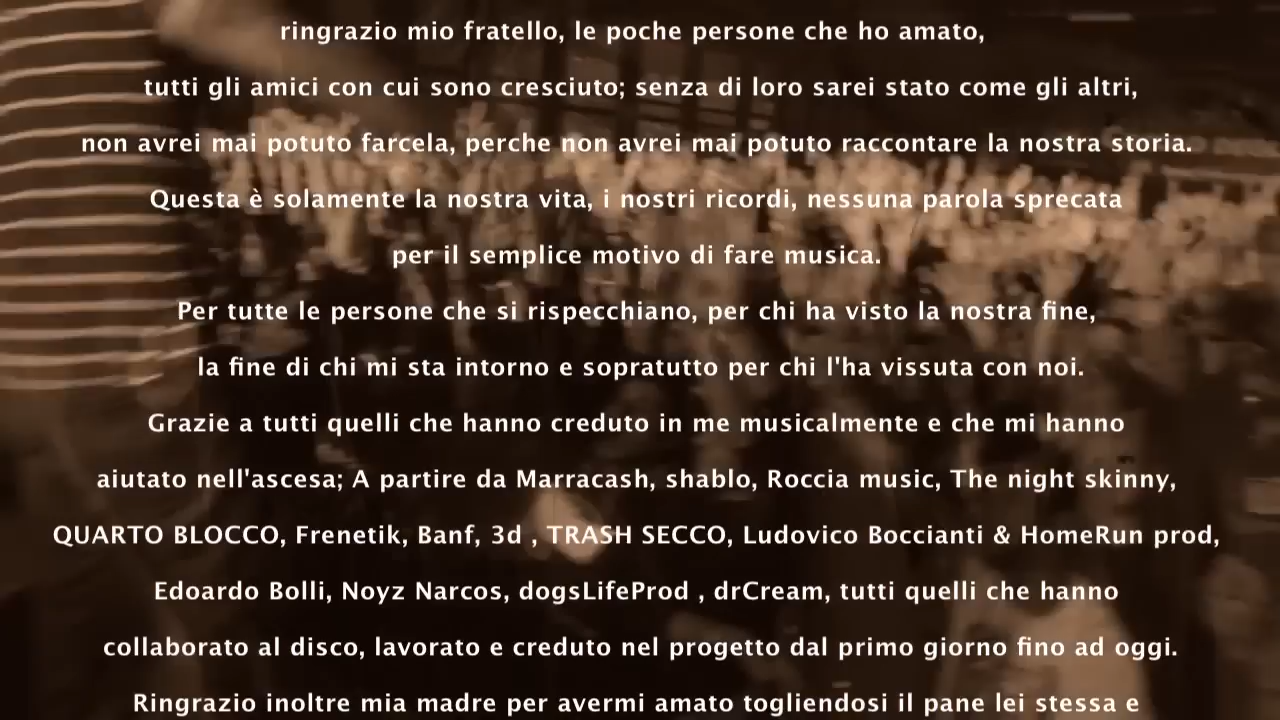 ringrazio mio fratello, le poche persone che ho amato,
tutti gli amici con cui sono cresciuto; senza di loro sarei stato come gli altri,
non avrei mai potuto farcela, perche non avrei mai potuto raccontare la nostra storia.
Questa è solamente la nostra vita, i nostri ricordi, nessuna parola sprecata
per il semplice motivo di fare musica.
Per tutte le persone che si rispecchiano, per chi ha visto la nostra fine,
la fine di chi mi sta intorno e sopratutto per chi l'ha vissuta con noi.
Grazie a tutti quelli che hanno creduto in me musicalmente e che mi hanno
aiutato nell'ascesa; A partire da Marracash, shablo, Roccia music, The night skinny,
QUARTO BLOCCO, Frenetik, Banf, 3d , TRASH SECCO, Ludovico Boccianti & HomeRun prod,
Edoardo Bolli, Noyz Narcos, dogsLifeProd , drCream, tutti quelli che hanno
collaborato al disco, lavorato e creduto nel progetto dal primo giorno fino ad oggi.
Ringrazio inoltre mia madre per avermi amato togliendosi il pane lei stessa e